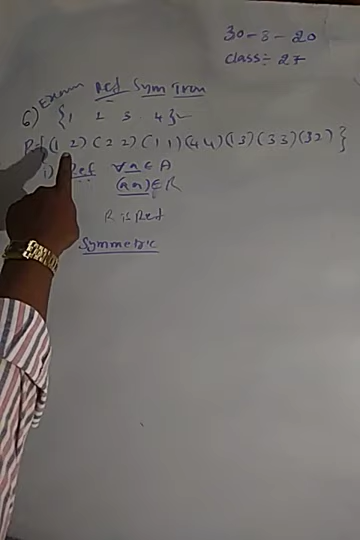 30-8-20
class:- 27
Examine Ref Sym Tran
6) {1 2 3 4}
R={(1 2)(2 2)(1 1)(4 4)(1 3)(3 3)(3 2)}
i) Ref ∀a∈A
(a a)∈R
R is Ref
Symmetric